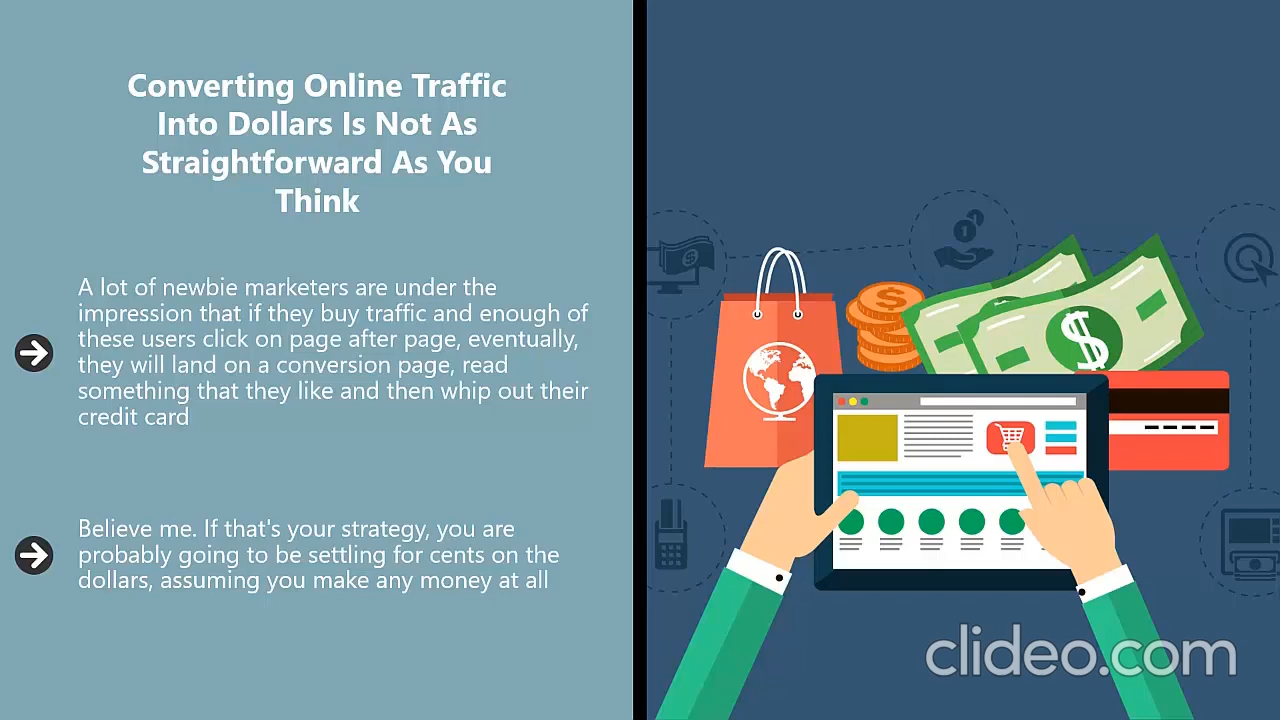 Converting Online Traffic
Into Dollars Is Not As
Straightforward As You
Think
A lot of newbie marketers are under the
impression that if they buy traffic and enough of
these users click on page after page, eventually,
they will land on a conversion page, read
something that they like and then whip out their
credit card
Believe me. If that's your strategy, you are
probably going to be settling for cents on the
dollars, assuming you make any money at all
$
$
$
1
1
clideo.com